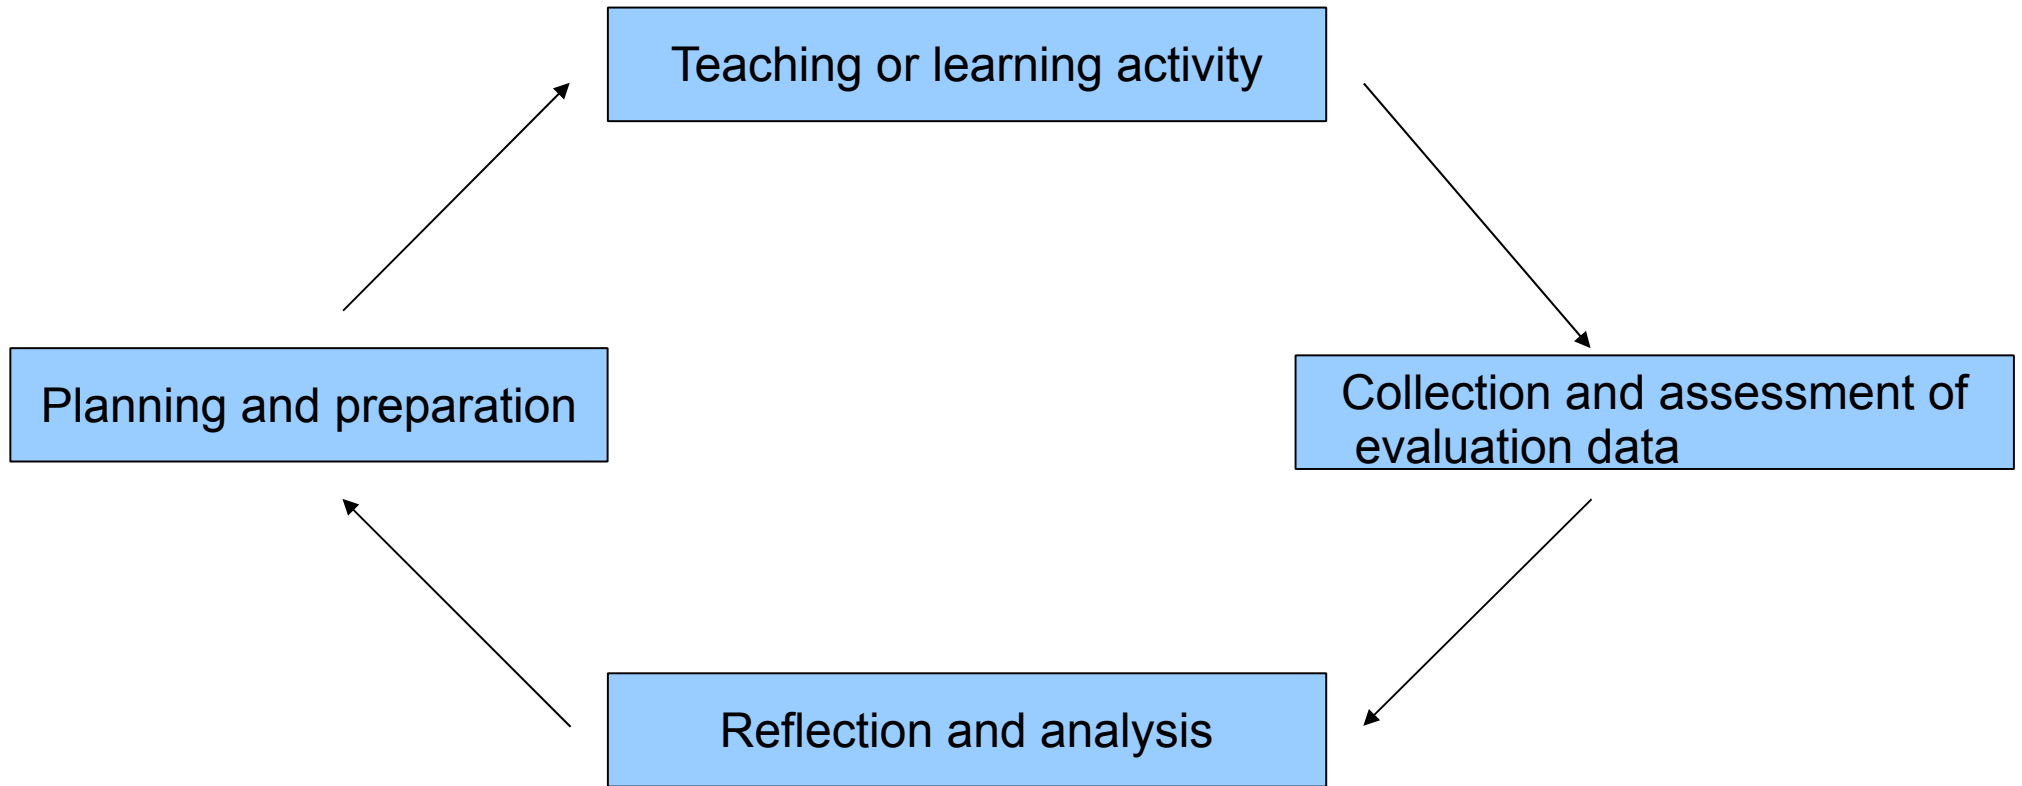 Teaching or learning activity
Planning and preparation
Collection and assessment of
evaluation data
Reflection and analysis